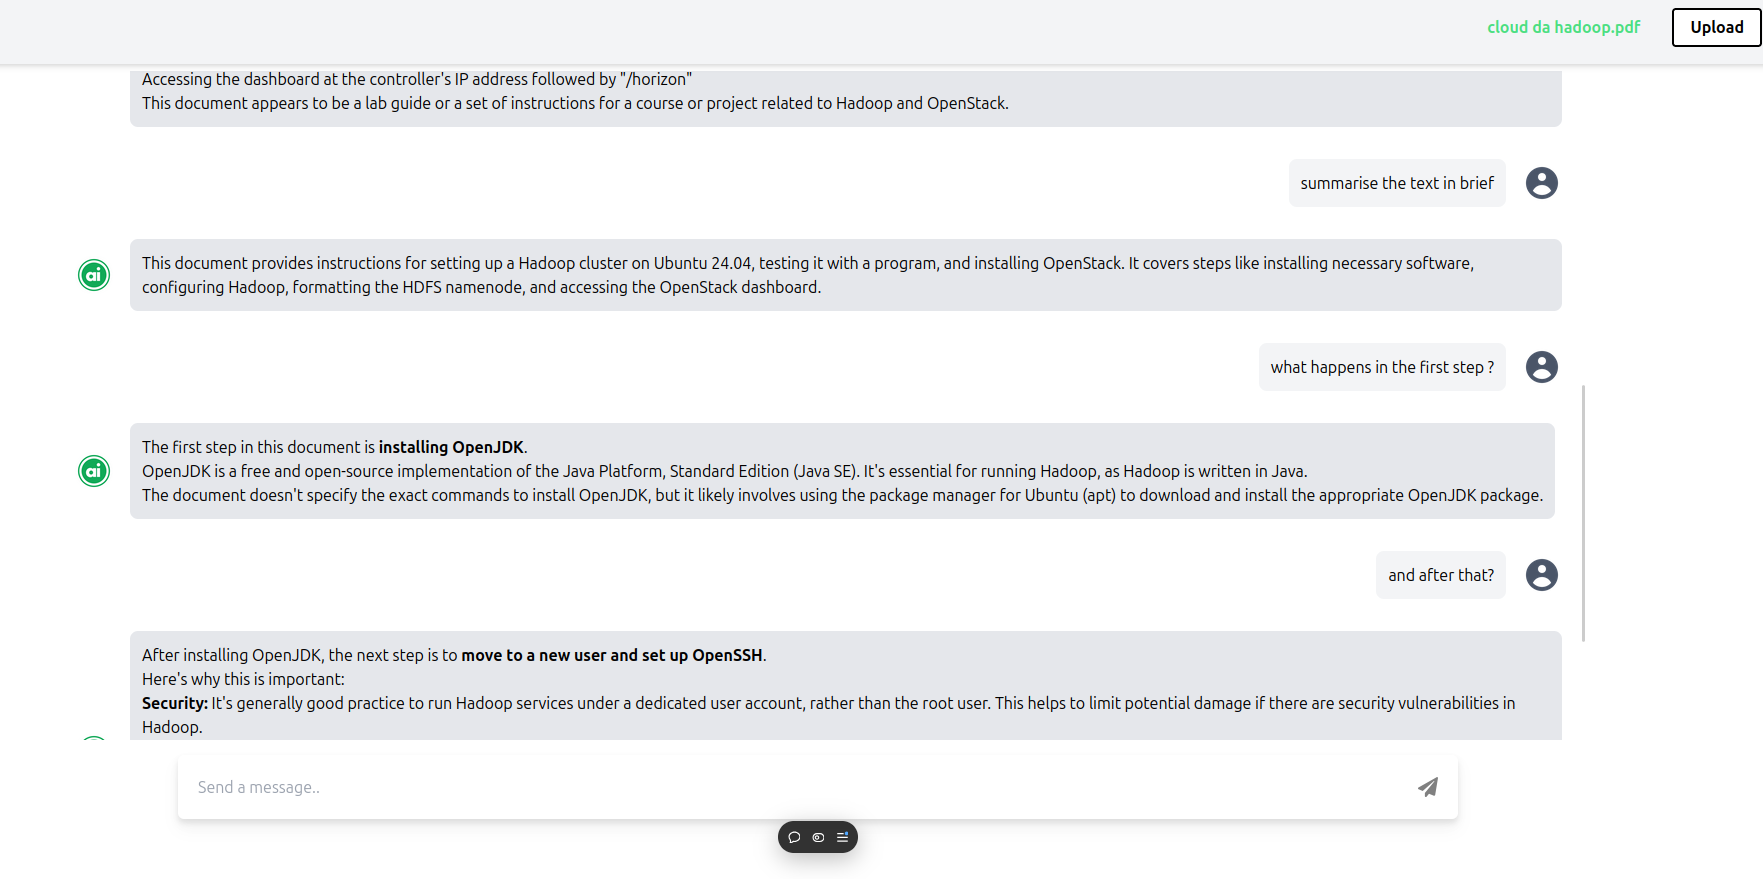 cloud da hadoop.pdf
Upload
Accessing the dashboard at the controller's IP address followed by "/horizon"
This document appears to be a lab guide or a set of instructions for a course or project related to Hadoop and OpenStack.
summarise the text in brief
ai
This document provides instructions for setting up a Hadoop cluster on Ubuntu 24.04, testing it with a program, and installing OpenStack. It covers steps like installing necessary software,
configuring Hadoop, formatting the HDFS namenode, and accessing the OpenStack dashboard.
what happens in the first step ?
ai
The first step in this document is installing OpenJDK.
OpenJDK is a free and open-source implementation of the Java Platform, Standard Edition (Java SE). It's essential for running Hadoop, as Hadoop is written in Java.
The document doesn't specify the exact commands to install OpenJDK, but it likely involves using the package manager for Ubuntu (apt) to download and install the appropriate OpenJDK package.
and after that?
After installing OpenJDK, the next step is to move to a new user and set up OpenSSH.
Here's why this is important:
Security: It's generally good practice to run Hadoop services under a dedicated user account, rather than the root user. This helps to limit potential damage if there are security vulnerabilities in
Hadoop.
Send a message..